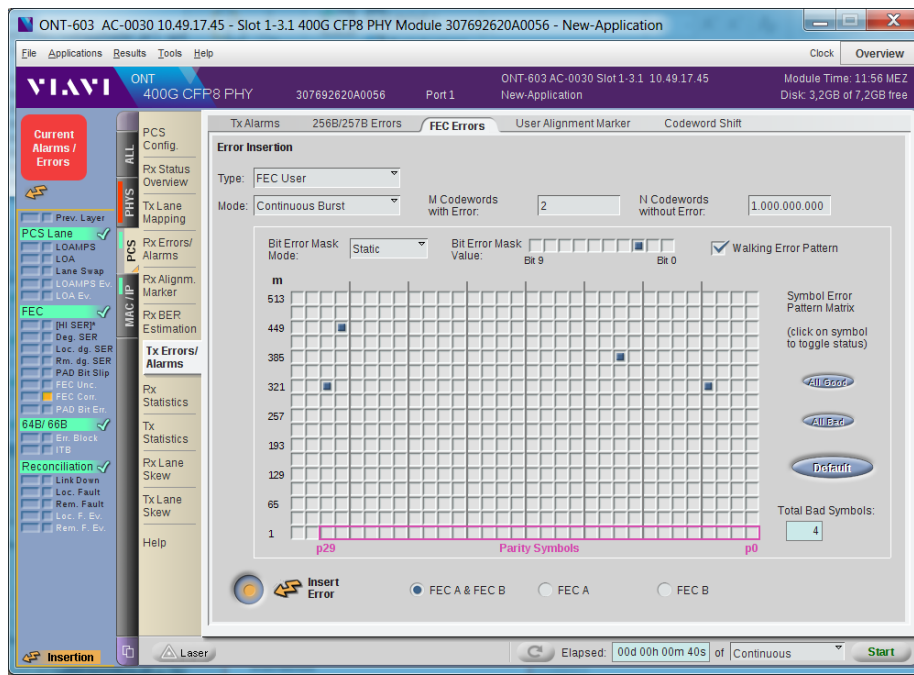 ONT-603 AC-0030 10.49.17.45 - Slot 1-3.1 400G CFP8 PHY Module 307692620A0056 - New-Application
File Applications Results Tools Help Clock Overview
VIAVI ONT
400G CFP8 PHY 307692620A0056 Port 1
ONT-603 AC-0030 Slot 1-3.1 10.49.17.45
New-Application
Module Time: 11:56 MEZ
Disk: 3,2GB of 7,2GB free
Current
Alarms /
Errors
Prev. Layer
PCS Lane
LOAMPS
LOA
Lane Swap
LOAMPS Ev.
LOA Ev.
FEC
[HI SER]*
Deg. SER
Loc. dg. SER
Rm. dg. SER
PAD Bit Slip
FEC Unc.
FEC Corr.
PAD Bit Err.
64B/ 66B
Err. Block
ITB
Reconciliation
Link Down
Loc. Fault
Rem. Fault
Loc. F. Ev.
Rem. F. Ev.
Insertion
ALL
PHYS
PCS
MAC / IP
PCS
Config.
Rx Status
Overview
Tx Lane
Mapping
Rx Errors/
Alarms
Rx Alignm.
Marker
Rx BER
Estimation
Tx Errors/
Alarms
Rx
Statistics
Tx
Statistics
Rx Lane
Skew
Tx Lane
Skew
Help
Tx Alarms 256B/257B Errors FEC Errors User Alignment Marker Codeword Shift
Error Insertion
Type: FEC User
Mode: Continuous Burst
M Codewords
with Error: 2
N Codewords
without Error: 1.000.000.000
Bit Error Mask
Mode: Static
Bit Error Mask
Value:
Bit 9 Bit 0
Walking Error Pattern
m
513
449
385
321
257
193
129
65
1
p29 Parity Symbols p0
Symbol Error
Pattern Matrix
(click on symbol
to toggle status)
All Good
All Bad
Default
Total Bad Symbols:
4
Insert
Error
FEC A & FEC B FEC A FEC B
Laser
Elapsed: 00d 00h 00m 40s of Continuous Start